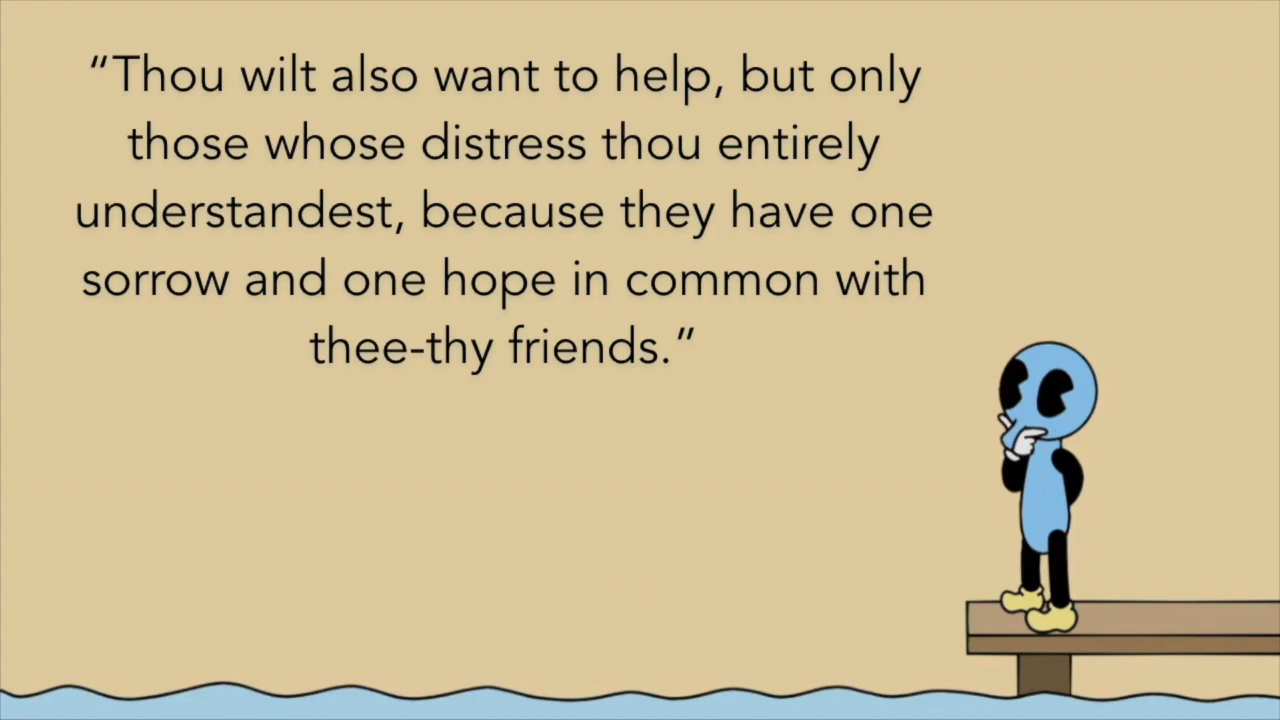 “Thou wilt also want to help, but only
those whose distress thou entirely
understandest, because they have one
sorrow and one hope in common with
thee-thy friends.”